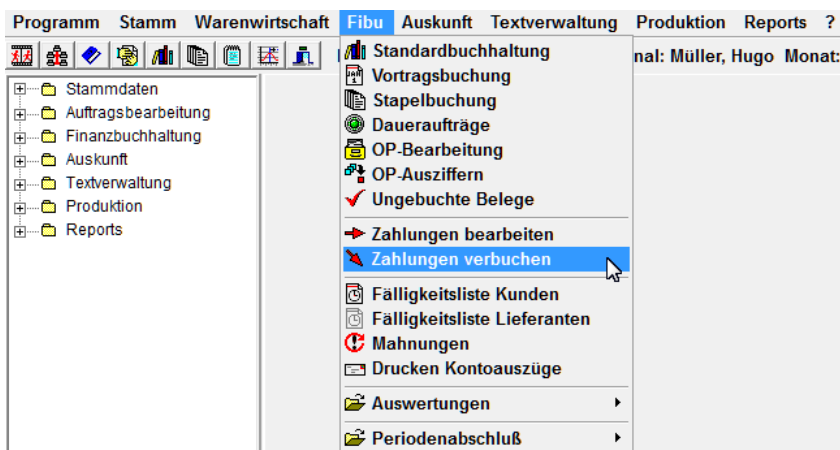 Programm Stamm Warenwirtschaft Fibu Auskunft Textverwaltung Produktion Reports ?
nal: Müller, Hugo Monat:
Stammdaten
Auftragsbearbeitung
Finanzbuchhaltung
Auskunft
Textverwaltung
Produktion
Reports
Standardbuchhaltung
Vortragsbuchung
Stapelbuchung
Daueraufträge
OP-Bearbeitung
OP-Ausziffern
Ungebuchte Belege
Zahlungen bearbeiten
Zahlungen verbuchen
Fälligkeitsliste Kunden
Fälligkeitsliste Lieferanten
Mahnungen
Drucken Kontoauszüge
Auswertungen
Periodenabschluß